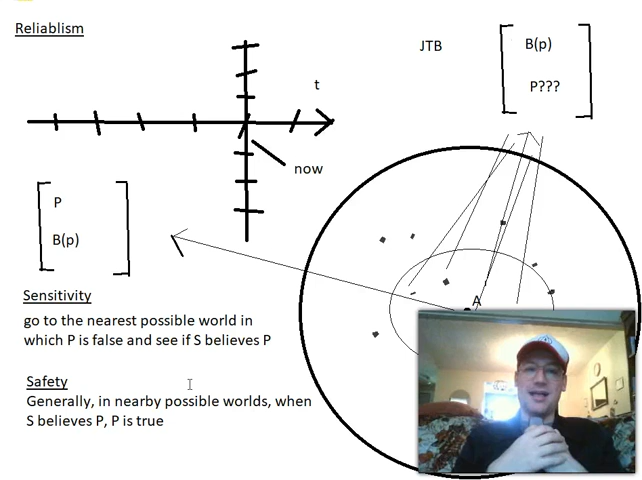 Reliablism
JTB
B(p)
P???
t
now
P
B(p)
A
Sensitivity
go to the nearest possible world in
which P is false and see if S believes P
Safety
Generally, in nearby possible worlds, when
S believes P, P is true